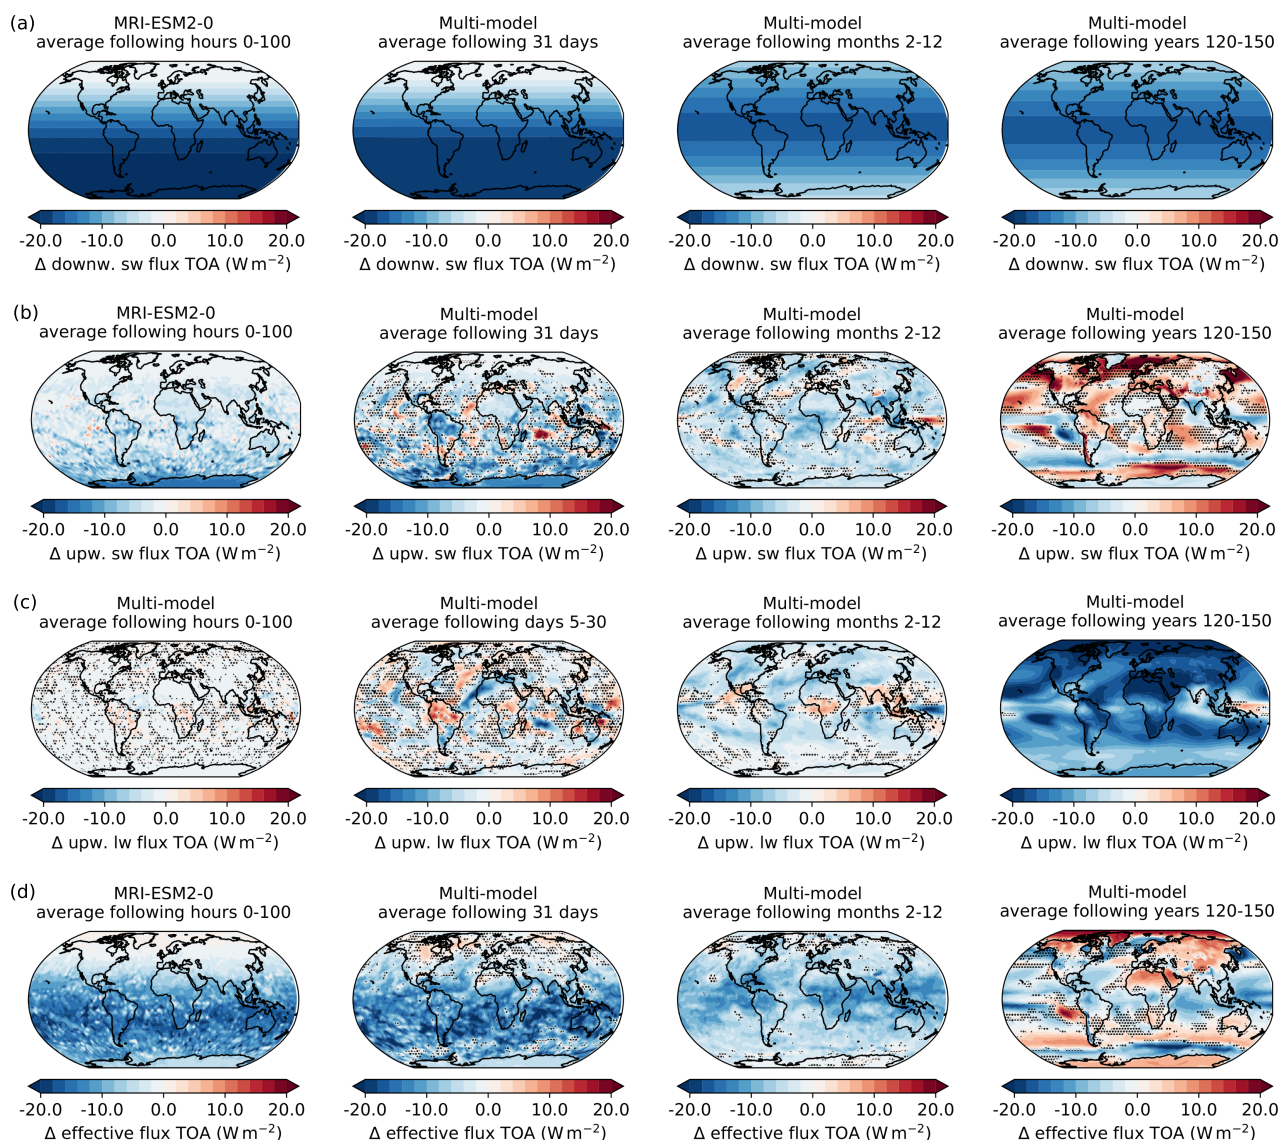 (a)
MRI-ESM2-0
average following hours 0-100
Multi-model
average following 31 days
Multi-model
average following months 2-12
Multi-model
average following years 120-150
-20.0 -10.0 0.0 10.0 20.0
Δ downw. sw flux TOA (W m−2)
-20.0 -10.0 0.0 10.0 20.0
Δ downw. sw flux TOA (W m−2)
-20.0 -10.0 0.0 10.0 20.0
Δ downw. sw flux TOA (W m−2)
-20.0 -10.0 0.0 10.0 20.0
Δ downw. sw flux TOA (W m−2)
(b)
MRI-ESM2-0
average following hours 0-100
Multi-model
average following 31 days
Multi-model
average following months 2-12
Multi-model
average following years 120-150
-20.0 -10.0 0.0 10.0 20.0
Δ upw. sw flux TOA (W m−2)
-20.0 -10.0 0.0 10.0 20.0
Δ upw. sw flux TOA (W m−2)
-20.0 -10.0 0.0 10.0 20.0
Δ upw. sw flux TOA (W m−2)
-20.0 -10.0 0.0 10.0 20.0
Δ upw. sw flux TOA (W m−2)
(c)
Multi-model
average following hours 0-100
Multi-model
average following days 5-30
Multi-model
average following months 2-12
Multi-model
average following years 120-150
-20.0 -10.0 0.0 10.0 20.0
Δ upw. lw flux TOA (W m−2)
-20.0 -10.0 0.0 10.0 20.0
Δ upw. lw flux TOA (W m−2)
-20.0 -10.0 0.0 10.0 20.0
Δ upw. lw flux TOA (W m−2)
-20.0 -10.0 0.0 10.0 20.0
Δ upw. lw flux TOA (W m−2)
(d)
MRI-ESM2-0
average following hours 0-100
Multi-model
average following 31 days
Multi-model
average following months 2-12
Multi-model
average following years 120-150
-20.0 -10.0 0.0 10.0 20.0
Δ effective flux TOA (W m−2)
-20.0 -10.0 0.0 10.0 20.0
Δ effective flux TOA (W m−2)
-20.0 -10.0 0.0 10.0 20.0
Δ effective flux TOA (W m−2)
-20.0 -10.0 0.0 10.0 20.0
Δ effective flux TOA (W m−2)